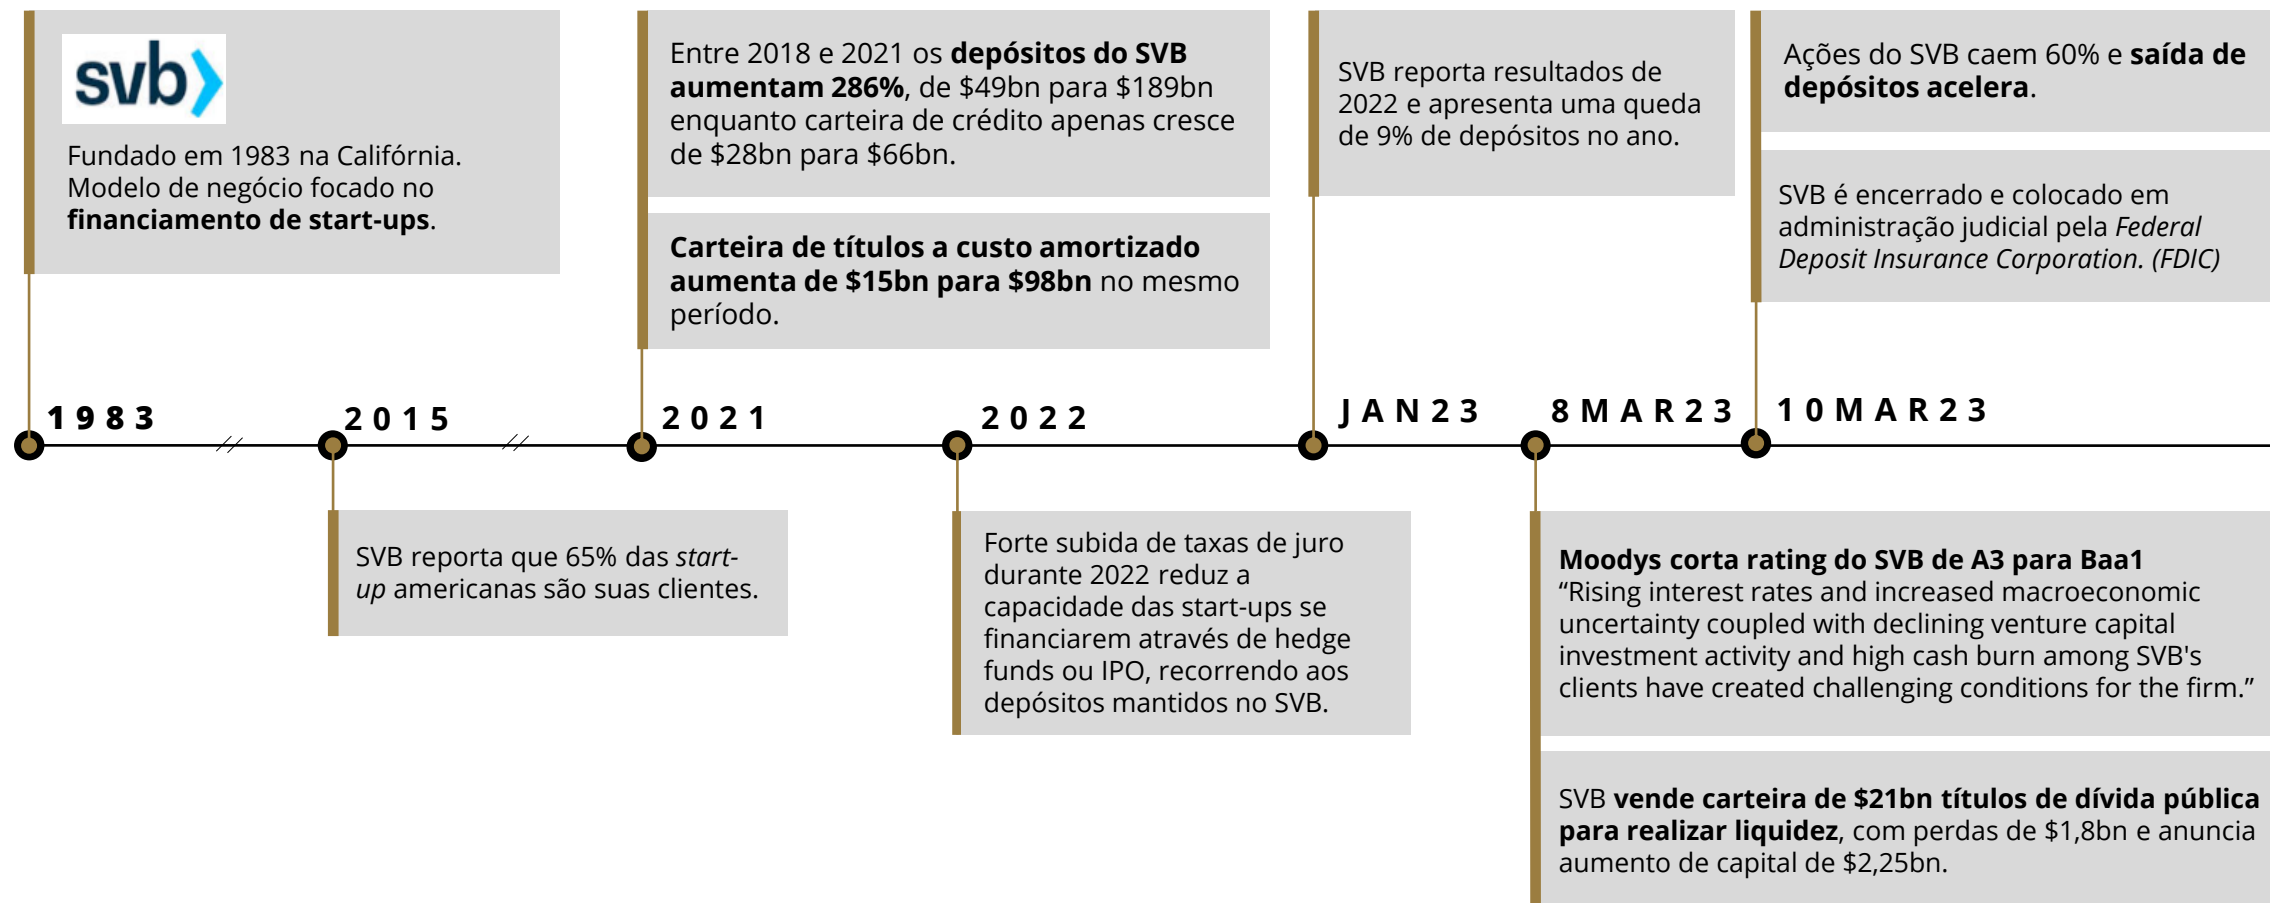 svb
Fundado em 1983 na Califórnia.
Modelo de negócio focado no
financiamento de start-ups.
Entre 2018 e 2021 os depósitos do SVB
aumentam 286%, de $49bn para $189bn
enquanto carteira de crédito apenas cresce
de $28bn para $66bn.
Carteira de títulos a custo amortizado
aumenta de $15bn para $98bn no mesmo
período.
SVB reporta resultados de
2022 e apresenta uma queda
de 9% de depósitos no ano.
Ações do SVB caem 60% e saída de
depósitos acelera.
SVB é encerrado e colocado em
administração judicial pela Federal
Deposit Insurance Corporation. (FDIC)
1983
2015
2021
2022
JAN23
8MAR23
10MAR23
SVB reporta que 65% das start-
up americanas são suas clientes.
Forte subida de taxas de juro
durante 2022 reduz a
capacidade das start-ups se
financiarem através de hedge
funds ou IPO, recorrendo aos
depósitos mantidos no SVB.
Moodys corta rating do SVB de A3 para Baa1
“Rising interest rates and increased macroeconomic
uncertainty coupled with declining venture capital
investment activity and high cash burn among SVB's
clients have created challenging conditions for the firm.”
SVB vende carteira de $21bn títulos de dívida pública
para realizar liquidez, com perdas de $1,8bn e anuncia
aumento de capital de $2,25bn.